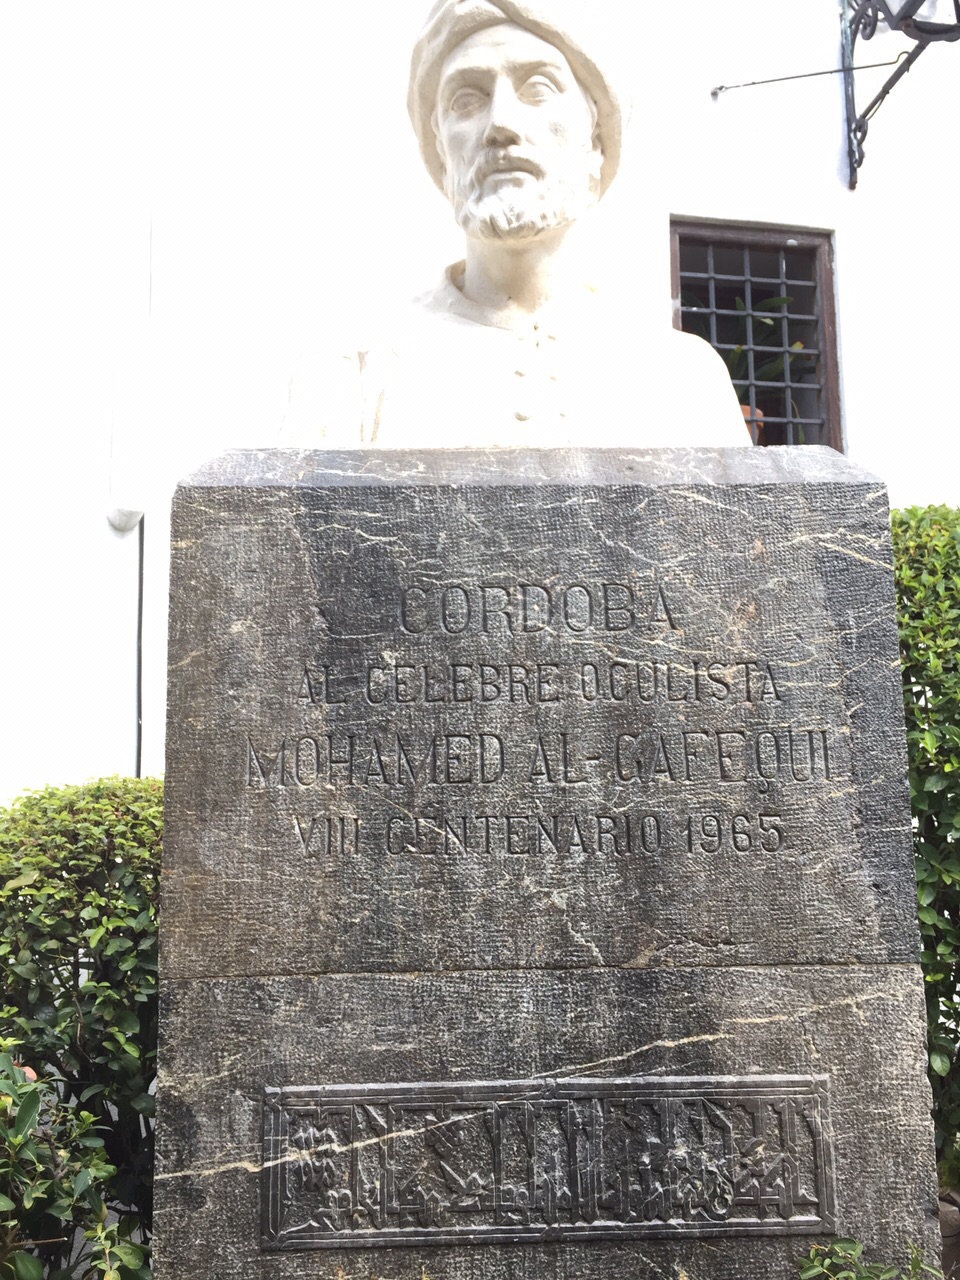 CORDOBA
AL CELEBRE OCULISTA
MOHAMED AL-GAFEQUI
VIII CENTENARIO 1965